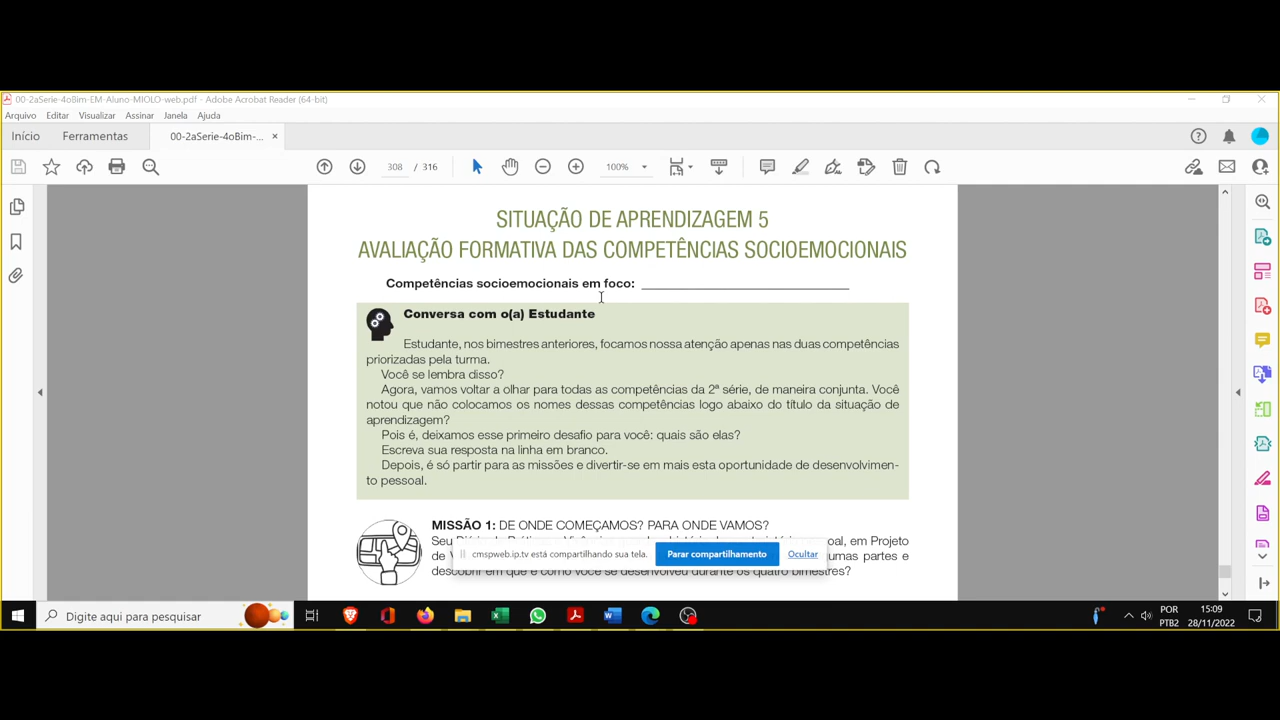 00-2aSerie-4oBim-EM-Aluno-MIOLO-web.pdf - Adobe Acrobat Reader (64-bit)
Arquivo Editar Visualizar Assinar Janela Ajuda
Início Ferramentas 00-2aSerie-4oBim-... ×
308 / 316 100%
SITUAÇÃO DE APRENDIZAGEM 5
AVALIAÇÃO FORMATIVA DAS COMPETÊNCIAS SOCIOEMOCIONAIS
Competências socioemocionais em foco:
Conversa com o(a) Estudante
Estudante, nos bimestres anteriores, focamos nossa atenção apenas nas duas competências
priorizadas pela turma.
Você se lembra disso?
Agora, vamos voltar a olhar para todas as competências da 2ª série, de maneira conjunta. Você
notou que não colocamos os nomes dessas competências logo abaixo do título da situação de
aprendizagem?
Pois é, deixamos esse primeiro desafio para você: quais são elas?
Escreva sua resposta na linha em branco.
Depois, é só partir para as missões e divertir-se em mais esta oportunidade de desenvolvimen-
to pessoal.
MISSÃO 1: DE ONDE COMEÇAMOS? PARA ONDE VAMOS?
Seu oal, em Projeto
de umas partes e
descobrir em que e como você se desenvolveu durante os quatro bimestres?
cmspweb.ip.tv está compartilhando sua tela. Parar compartilhamento Ocultar
Digite aqui para pesquisar
POR 15:09
PTB2 28/11/2022